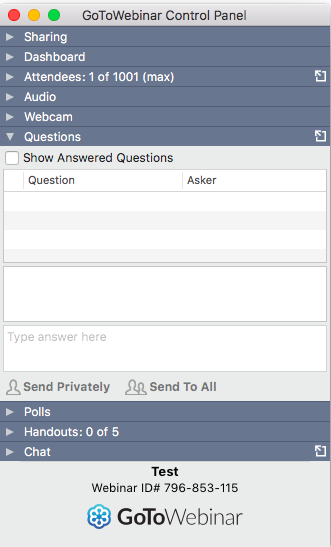 GoToWebinar Control Panel
Sharing
Dashboard
Attendees: 1 of 1001 (max)
Audio
Webcam
Questions
Show Answered Questions
Question Asker
Type answer here
Send Privately Send To All
Polls
Handouts: 0 of 5
Chat
Test
Webinar ID# 796-853-115
GoToWebinar